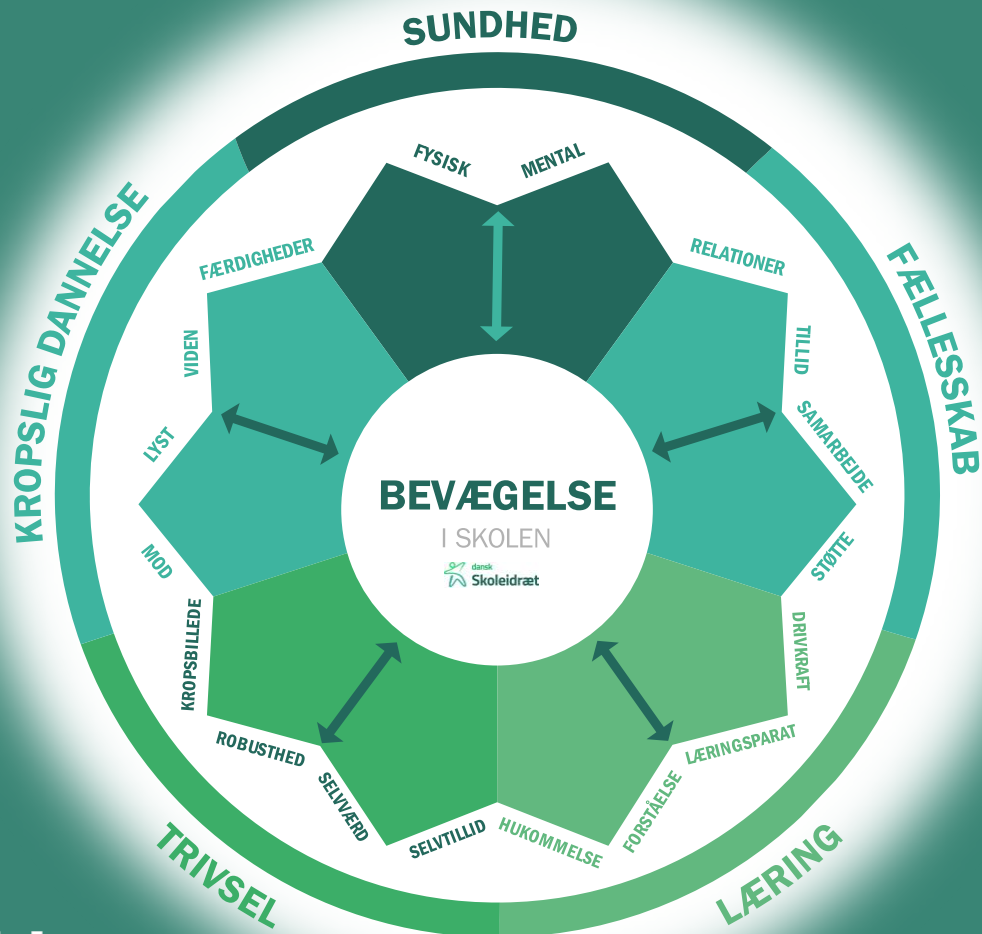 SUNDHED
FYSISK
MENTAL
FÆLLESSKAB
RELATIONER
TILLID
SAMARBEJDE
STØTTE
LÆRING
DRIVKRAFT
LÆRINGSPARAT
FORSTÅELSE
HUKOMMELSE
TRIVSEL
SELVTILLID
SELVVÆRD
ROBUSTHED
KROPSBILLEDE
KROPSLIG DANNELSE
MOD
LYST
VIDEN
FÆRDIGHEDER
BEVÆGELSE
I SKOLEN
dansk
Skoleidræt